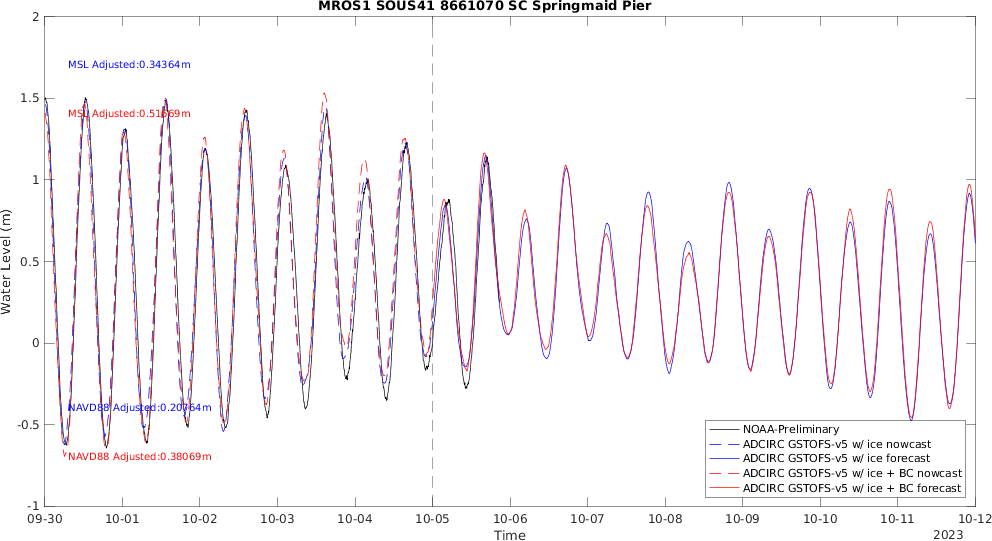 MROS1 SOUS41 8661070 SC Springmaid Pier
2
1.5
1
0.5
0
-0.5
-1
Water Level (m)
MSL Adjusted:0.34364m
MSL Adjusted:0.51669m
NAVD88 Adjusted:0.20764m
NAVD88 Adjusted:0.38069m
NOAA-Preliminary
ADCIRC GSTOFS-v5 w/ ice nowcast
ADCIRC GSTOFS-v5 w/ ice forecast
ADCIRC GSTOFS-v5 w/ ice + BC nowcast
ADCIRC GSTOFS-v5 w/ ice + BC forecast
09-30 10-01 10-02 10-03 10-04 10-05 10-06 10-07 10-08 10-09 10-10 10-11 10-12
Time
2023